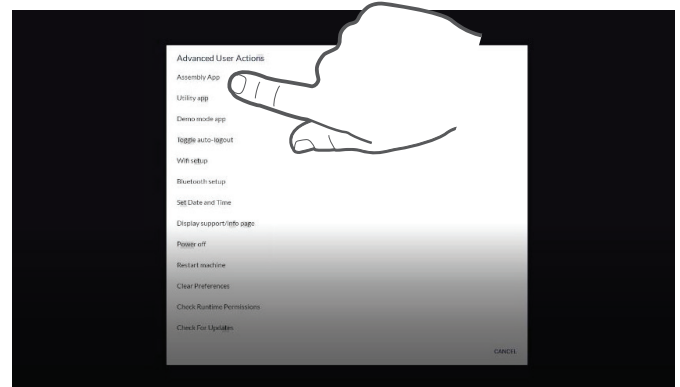 Advanced User Actions
Assembly App
Utility app
Demo mode app
Toggle auto-logout
Wifi setup
Bluetooth setup
Set Date and Time
Display support/info page
Power off
Restart machine
Clear Preferences
Check Runtime Permissions
Check For Updates
CANCEL